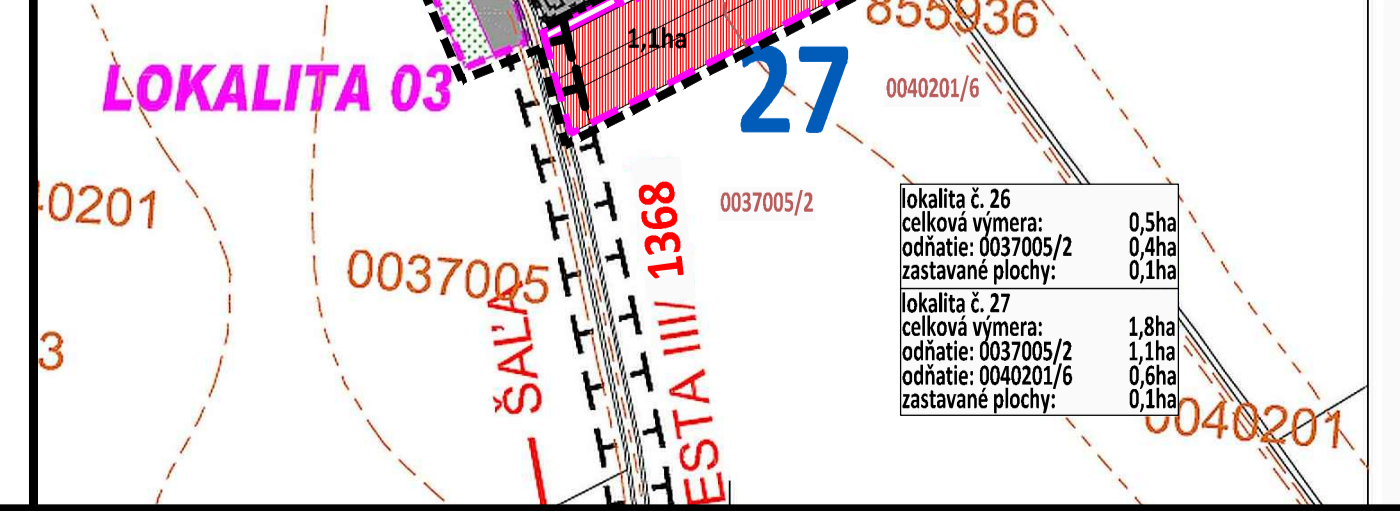 855936
1,1ha
LOKALITA 03
27
0040201/6
0201
1368
0037005/2
0037005
ŠAĽA
ESTA III/
3
lokalita č. 26
celková výmera: 0,5ha
odňatie: 0037005/2 0,4ha
zastavané plochy: 0,1ha
lokalita č. 27
celková výmera: 1,8ha
odňatie: 0037005/2 1,1ha
odňatie: 0040201/6 0,6ha
zastavané plochy: 0,1ha
0040201